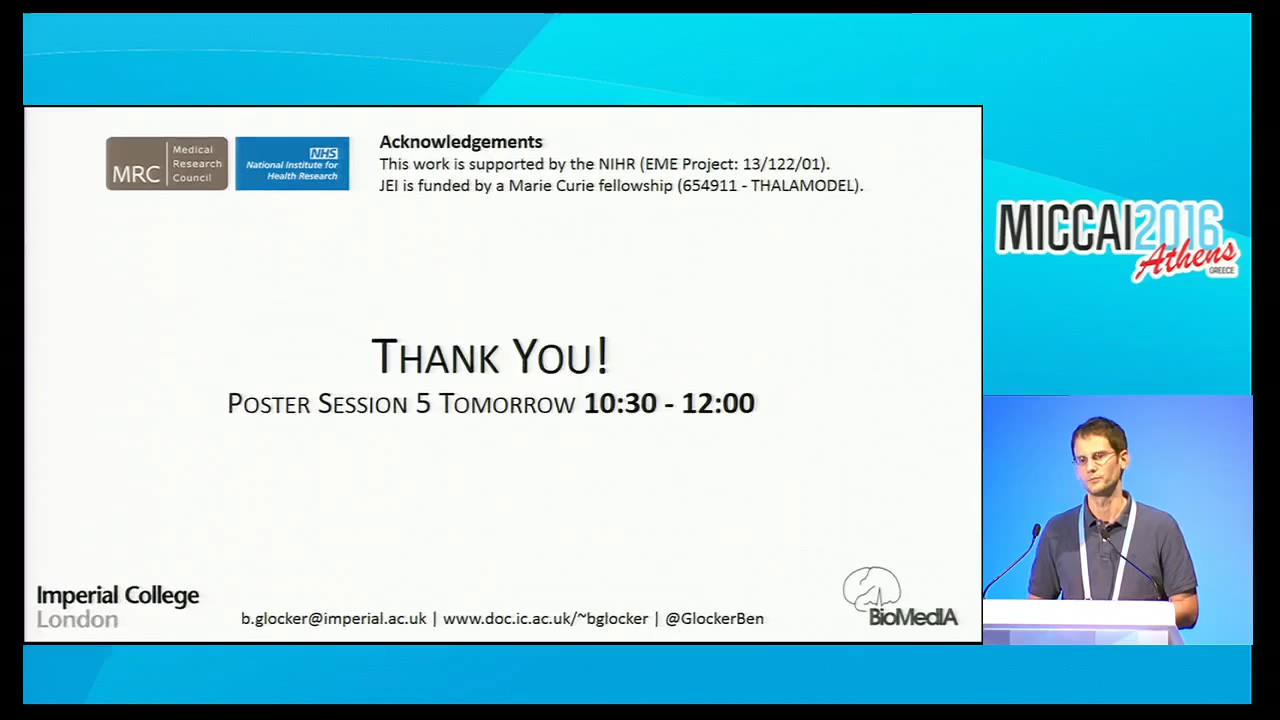 MRC
Medical
Research
Council
NHS
National Institute for
Health Research
Acknowledgements
This work is supported by the NIHR (EME Project: 13/122/01).
JEI is funded by a Marie Curie fellowship (654911 - THALAMODEL).
MICCAI2016
Athens
GREECE
THANK YOU!
POSTER SESSION 5 TOMORROW 10:30 - 12:00
Imperial College
London
b.glocker@imperial.ac.uk | www.doc.ic.ac.uk/~bglocker | @GlockerBen
BioMedIA